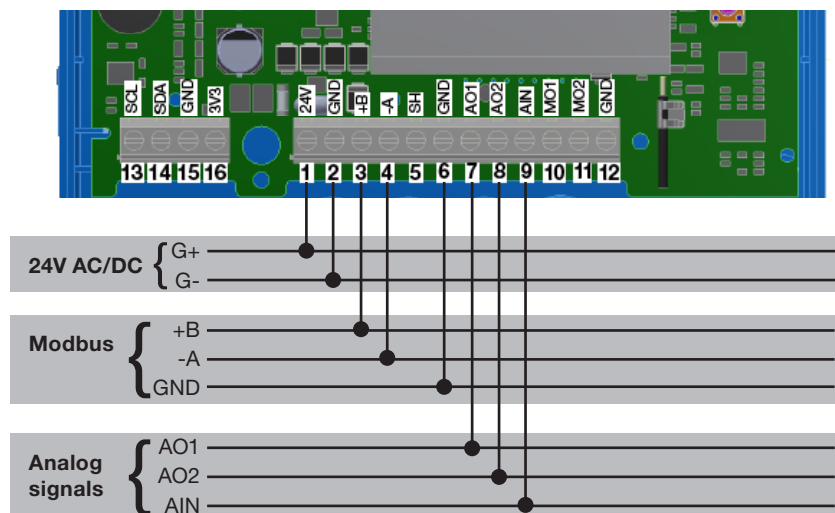 SCL SDA GND 3V3 24V GND +B -A SH GND AO1 AO2 AIN MO1 MO2 GND
13 14 15 16 1 2 3 4 5 6 7 8 9 10 11 12
24V AC/DC { G+
G-
Modbus { +B
-A
GND
Analog signals { AO1
AO2
AIN